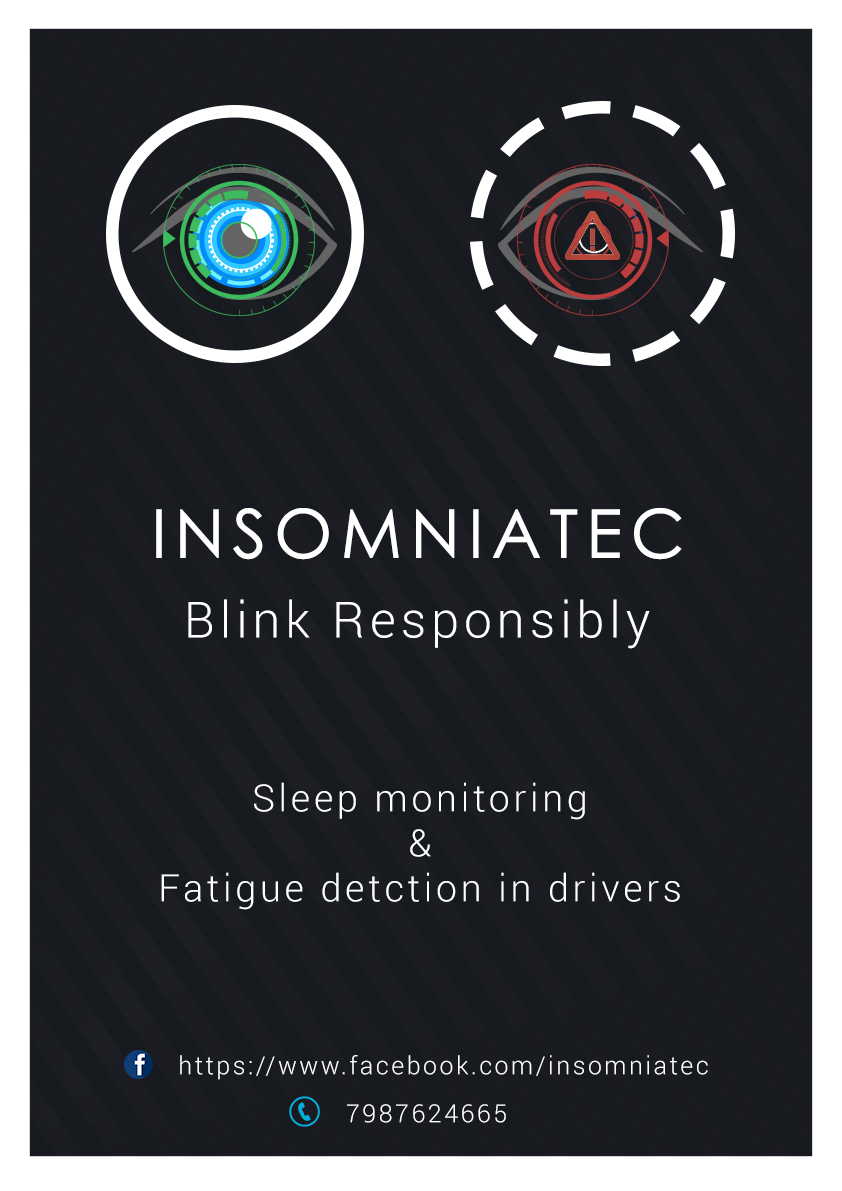 INSOMNIATEC
Blink Responsibly
Sleep monitoring
&
Fatigue detction in drivers
https://www.facebook.com/insomniatec
7987624665